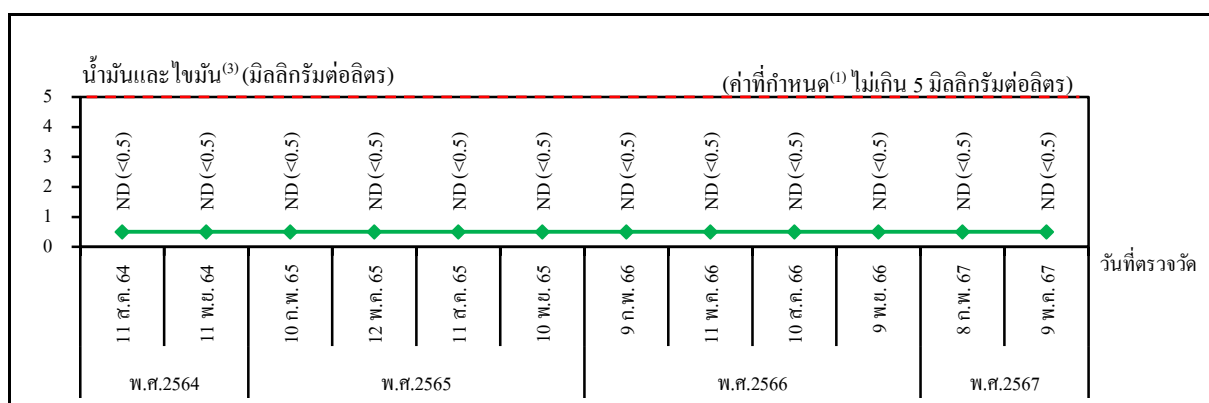 น้ำมันและไขมัน⁽³⁾ (มิลลิกรัมต่อลิตร)
(ค่าที่กำหนด⁽¹⁾ ไม่เกิน 5 มิลลิกรัมต่อลิตร)
5
4
3
2
1
0
ND (<0.5)
ND (<0.5)
ND (<0.5)
ND (<0.5)
ND (<0.5)
ND (<0.5)
ND (<0.5)
ND (<0.5)
ND (<0.5)
ND (<0.5)
ND (<0.5)
ND (<0.5)
วันที่ตรวจวัด
11 ส.ค. 64
11 พ.ย. 64
10 ก.พ. 65
12 พ.ค. 65
11 ส.ค. 65
10 พ.ย. 65
9 ก.พ. 66
11 พ.ค. 66
10 ส.ค. 66
9 พ.ย. 66
8 ก.พ. 67
9 พ.ค. 67
พ.ศ.2564
พ.ศ.2565
พ.ศ.2566
พ.ศ.2567